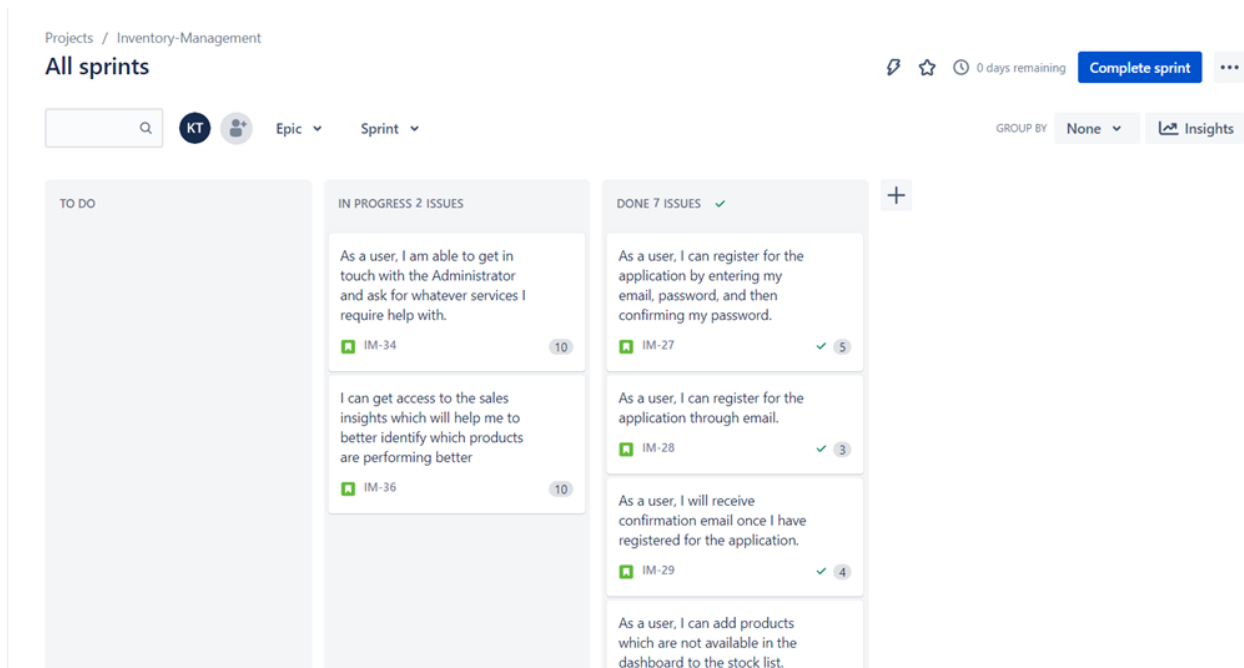 Projects / Inventory-Management
All sprints
0 days remaining
Complete sprint
KT
Epic
Sprint
GROUP BY
None
Insights
TO DO
IN PROGRESS 2 ISSUES
As a user, I am able to get in
touch with the Administrator
and ask for whatever services I
require help with.
IM-34
10
I can get access to the sales
insights which will help me to
better identify which products
are performing better
IM-36
10
DONE 7 ISSUES
As a user, I can register for the
application by entering my
email, password, and then
confirming my password.
IM-27
5
As a user, I can register for the
application through email.
IM-28
3
As a user, I will receive
confirmation email once I have
registered for the application.
IM-29
4
As a user, I can add products
which are not available in the
dashboard to the stock list.